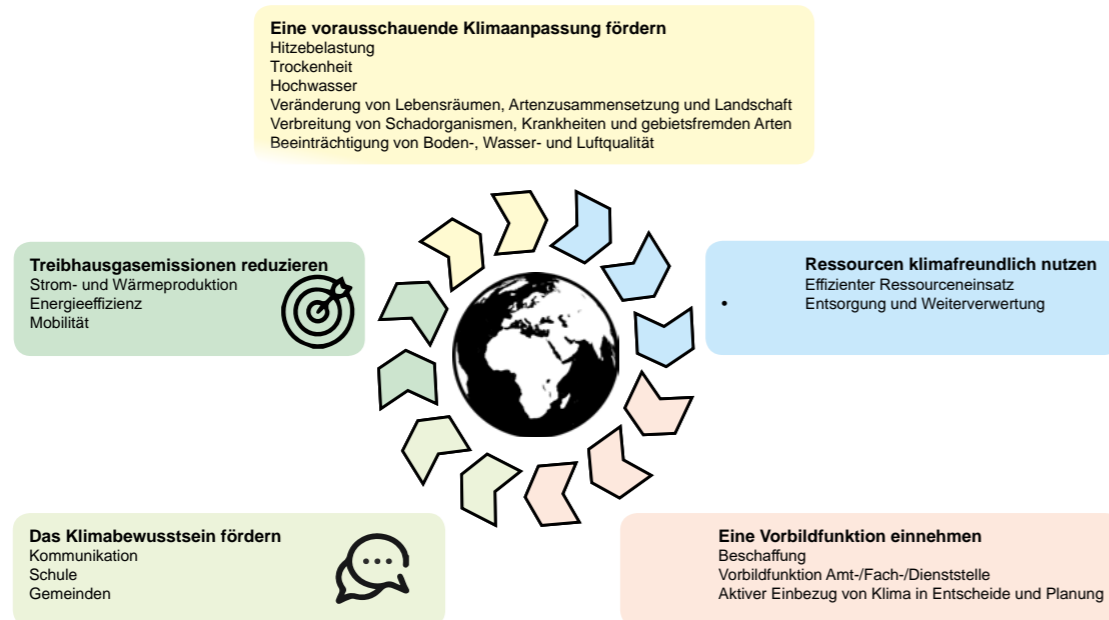 Eine vorausschauende Klimaanpassung fördern
Hitzebelastung
Trockenheit
Hochwasser
Veränderung von Lebensräumen, Artenzusammensetzung und Landschaft
Verbreitung von Schadorganismen, Krankheiten und gebietsfremden Arten
Beeinträchtigung von Boden-, Wasser- und Luftqualität
Treibhausgasemissionen reduzieren
Strom- und Wärmeproduktion
Energieeffizienz
Mobilität
Ressourcen klimafreundlich nutzen
Effizienter Ressourceneinsatz
• Entsorgung und Weiterverwertung
Das Klimabewusstsein fördern
Kommunikation
Schule
Gemeinden
Eine Vorbildfunktion einnehmen
Beschaffung
Vorbildfunktion Amt-/Fach-/Dienststelle
Aktiver Einbezug von Klima in Entscheide und Planung